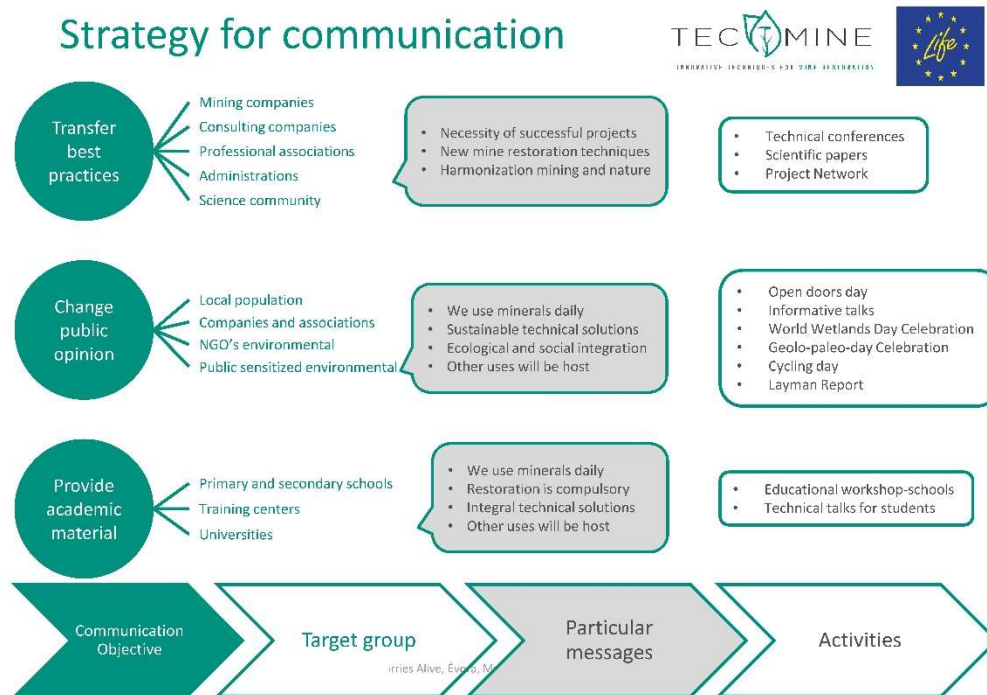 Strategy for communication
TECMINE
INNOVATIVE TECHNIQUES FOR MINE RESTORATION
Life
Transfer
best
practices
Mining companies
Consulting companies
Professional associations
Administrations
Science community
• Necessity of successful projects
• New mine restoration techniques
• Harmonization mining and nature
• Technical conferences
• Scientific papers
• Project Network
Change
public
opinion
Local population
Companies and associations
NGO's environmental
Public sensitized environmental
• We use minerals daily
• Sustainable technical solutions
• Ecological and social integration
• Other uses will be host
• Open doors day
• Informative talks
• World Wetlands Day Celebration
• Geolo-paleo-day Celebration
• Cycling day
• Layman Report
Provide
academic
material
Primary and secondary schools
Training centers
Universities
• We use minerals daily
• Restoration is compulsory
• Integral technical solutions
• Other uses will be host
• Educational workshop-schools
• Technical talks for students
Communication
Objective
Target group
Particular
messages
Activities
rries Alive, Évora, M